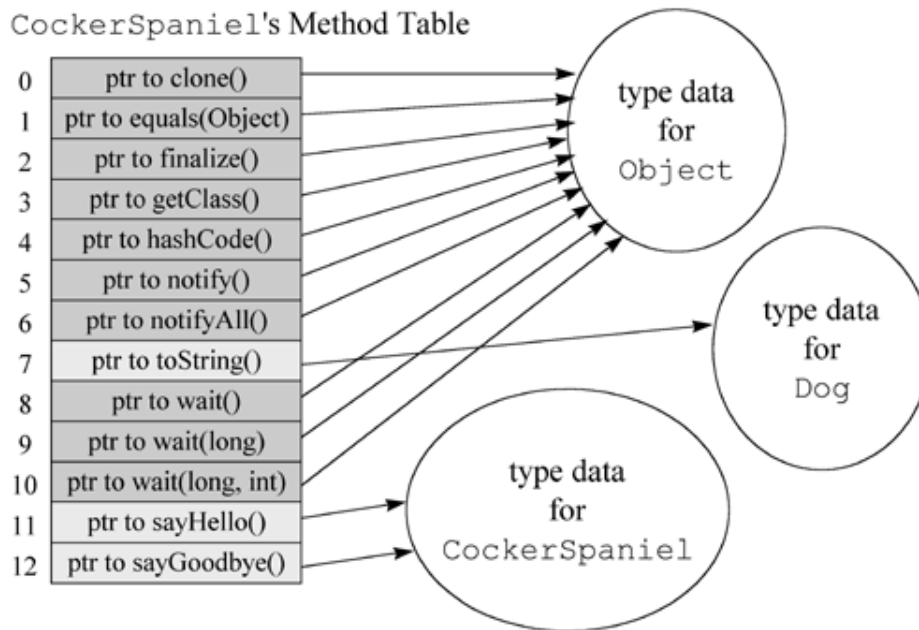 CockerSpaniel's Method Table
0 ptr to clone()
1 ptr to equals(Object)
2 ptr to finalize()
3 ptr to getClass()
4 ptr to hashCode()
5 ptr to notify()
6 ptr to notifyAll()
7 ptr to toString()
8 ptr to wait()
9 ptr to wait(long)
10 ptr to wait(long, int)
11 ptr to sayHello()
12 ptr to sayGoodbye()
type data
for
Object
type data
for
Dog
type data
for
CockerSpaniel